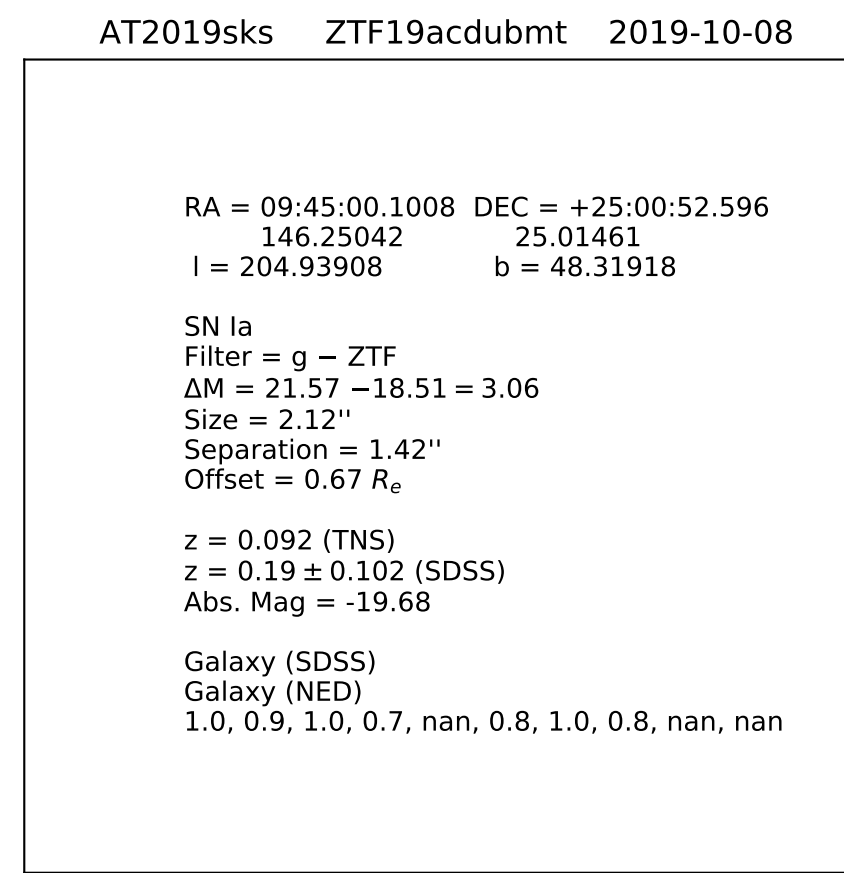 AT2019sks ZTF19acdubmt 2019-10-08
RA = 09:45:00.1008 DEC = +25:00:52.596
146.25042 25.01461
l = 204.93908 b = 48.31918
SN Ia
Filter = g − ZTF
ΔM = 21.57 −18.51 = 3.06
Size = 2.12''
Separation = 1.42''
Offset = 0.67 Rₑ
z = 0.092 (TNS)
z = 0.19 ± 0.102 (SDSS)
Abs. Mag = -19.68
Galaxy (SDSS)
Galaxy (NED)
1.0, 0.9, 1.0, 0.7, nan, 0.8, 1.0, 0.8, nan, nan